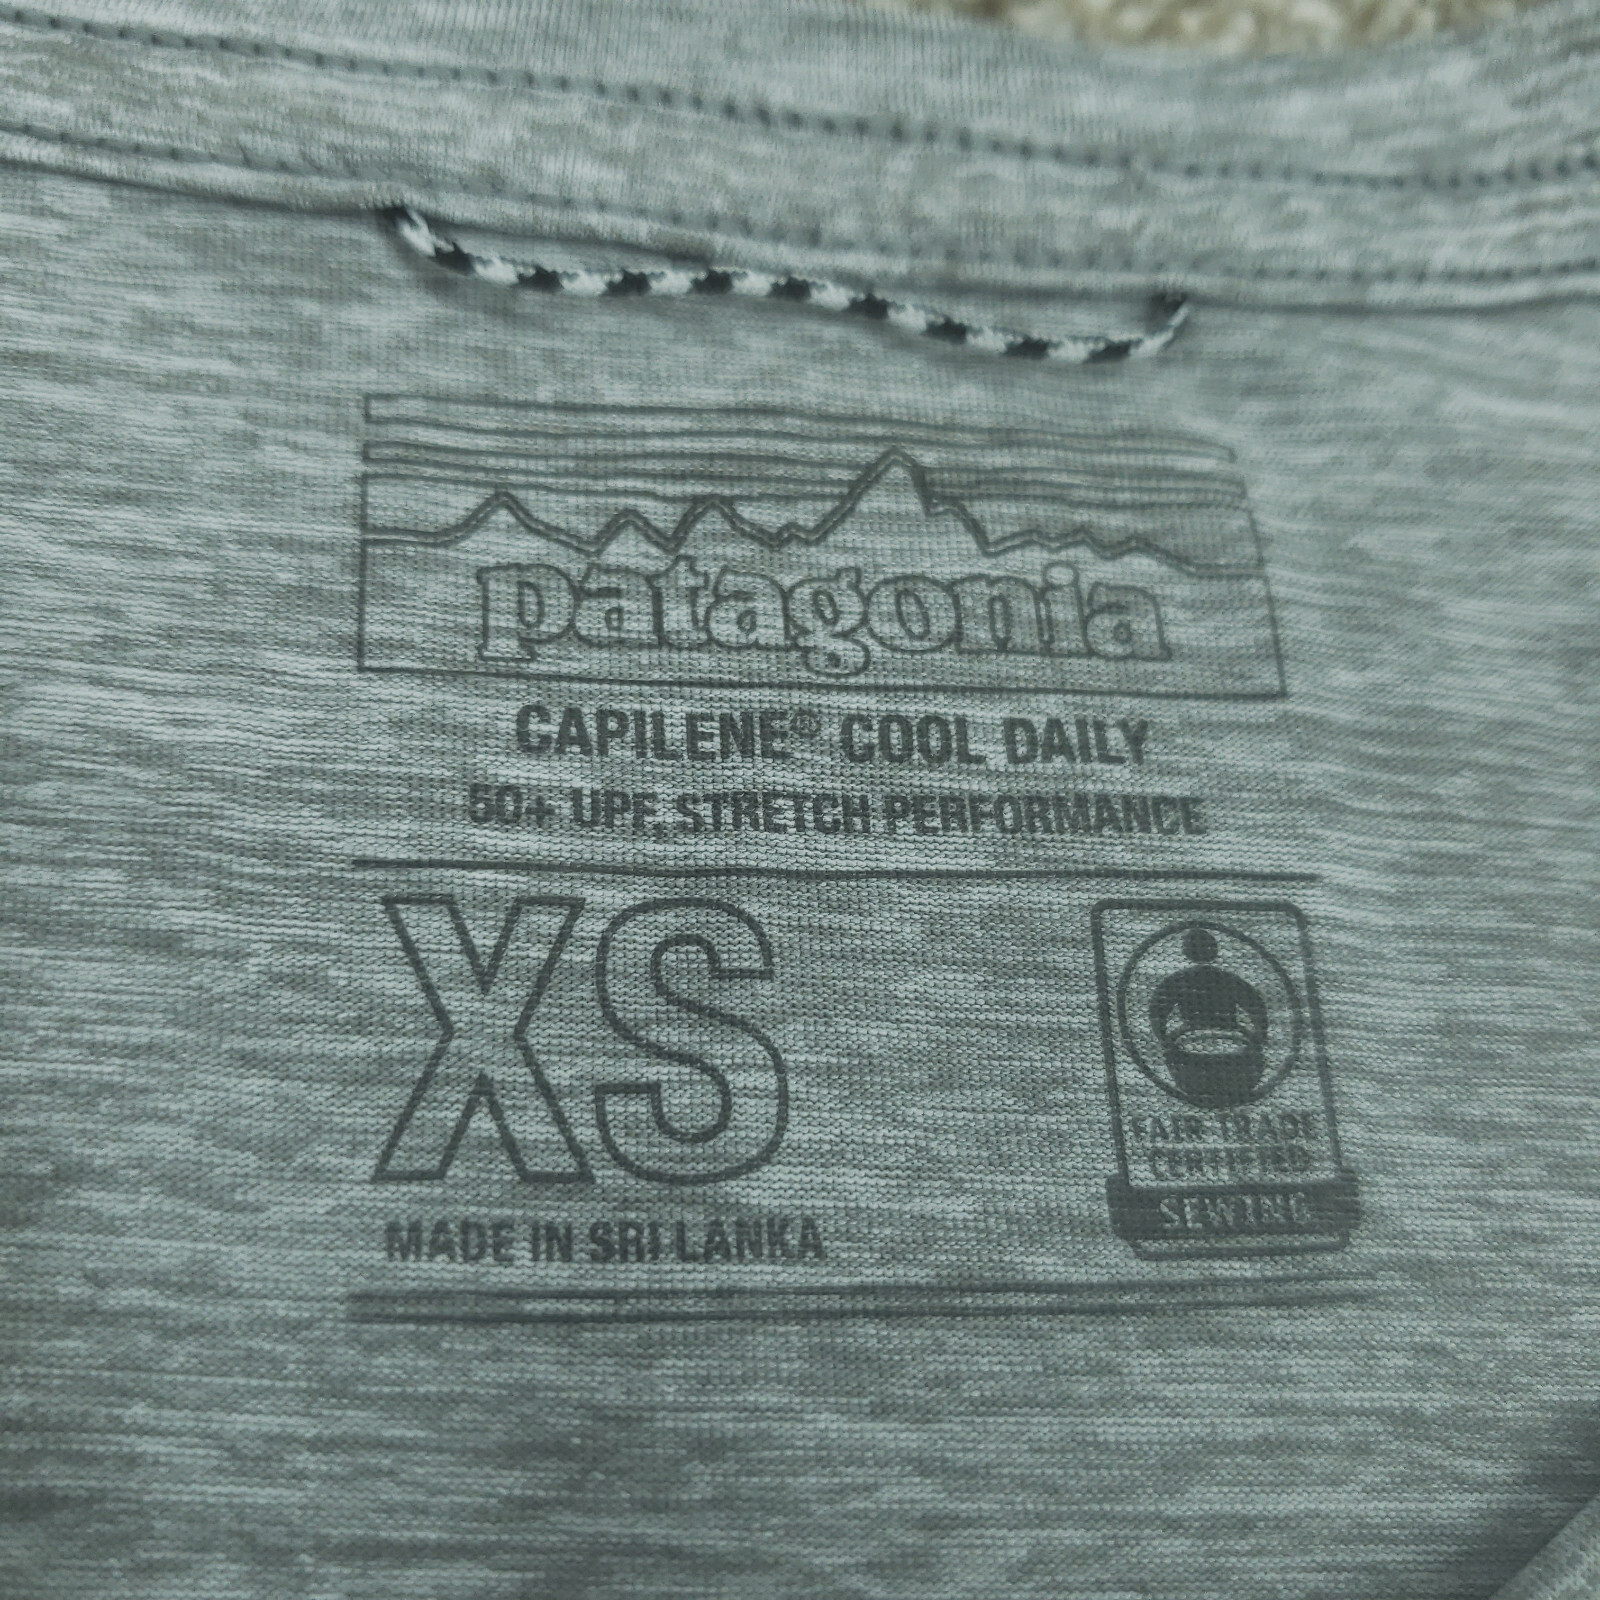 patagonia
CAPILENE® COOL DAILY
50+ UPF, STRETCH PERFORMANCE
XS
FAIR TRADE
CERTIFIED
SEWING
MADE IN SRI LANKA